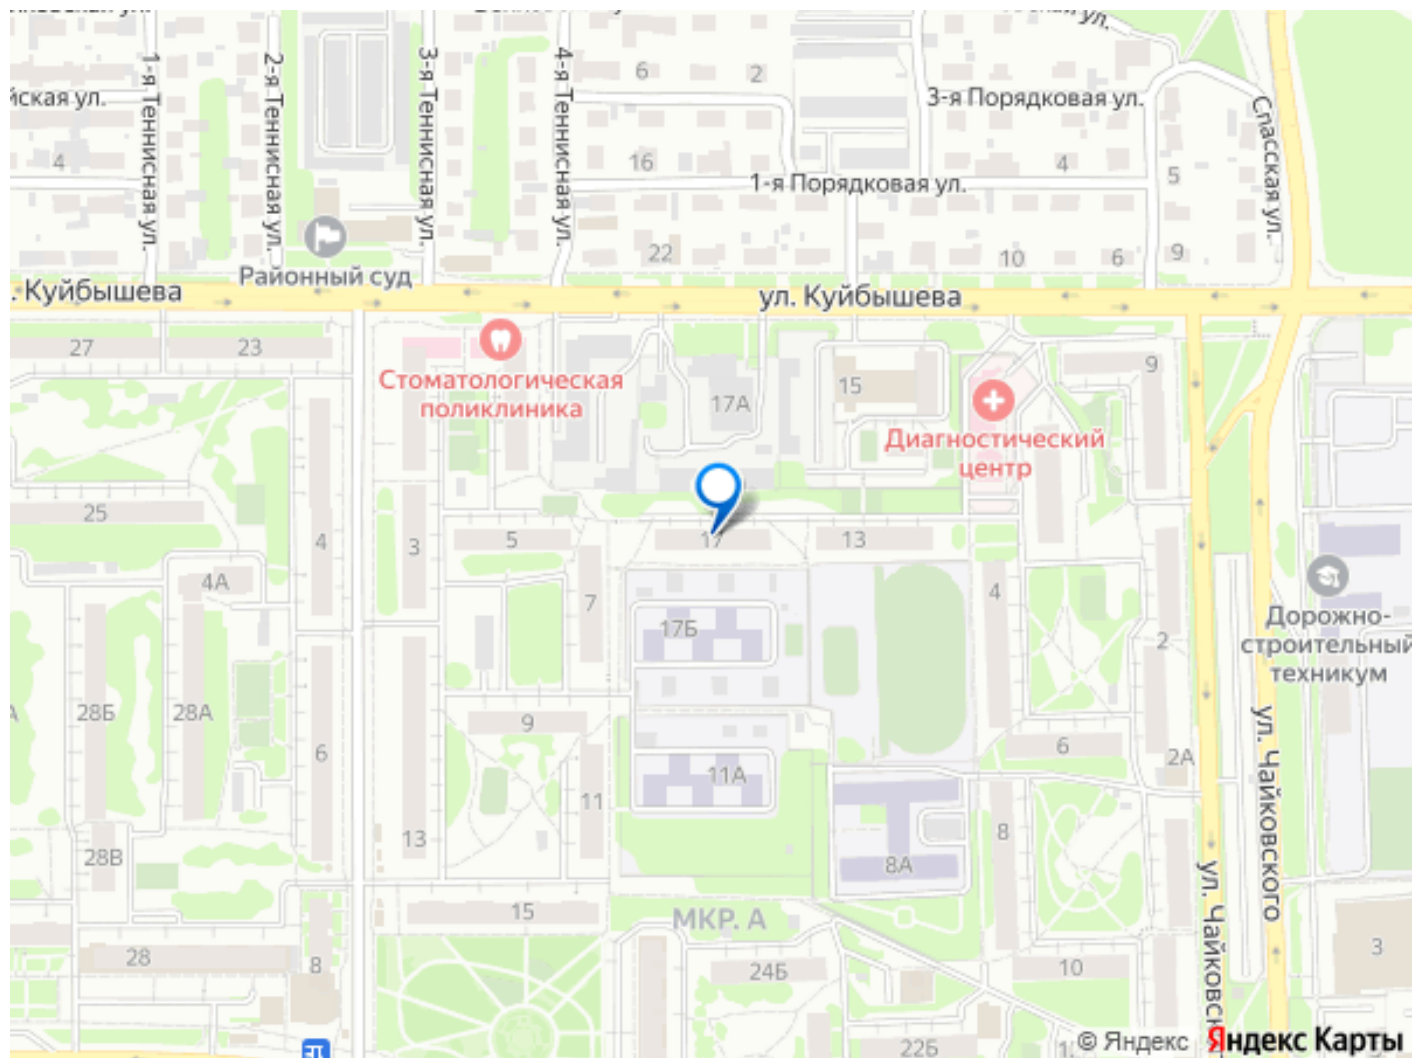 1-я Теннисная ул.
2-я Теннисная ул.
3-я Теннисная ул.
4-я Теннисная ул.
6
2
3-я Порядковая ул.
Спасская ул.
4
16
4
1-я Порядковая ул.
5
Районный суд
22
10
6
9
. Куйбышева
ул. Куйбышева
27
23
Стоматологическая
поликлиника
17А
15
9
Диагностический
центр
25
4
3
5
17
13
4А
7
17Б
4
2
Дорожно-
строительный
техникум
28Б
28А
6
9
11
11А
6
2А
ул. Чайковского
13
28В
8
8А
15
МКР. А
28
8
24Б
10
3
22Б
© Яндекс
Яндекс Карты